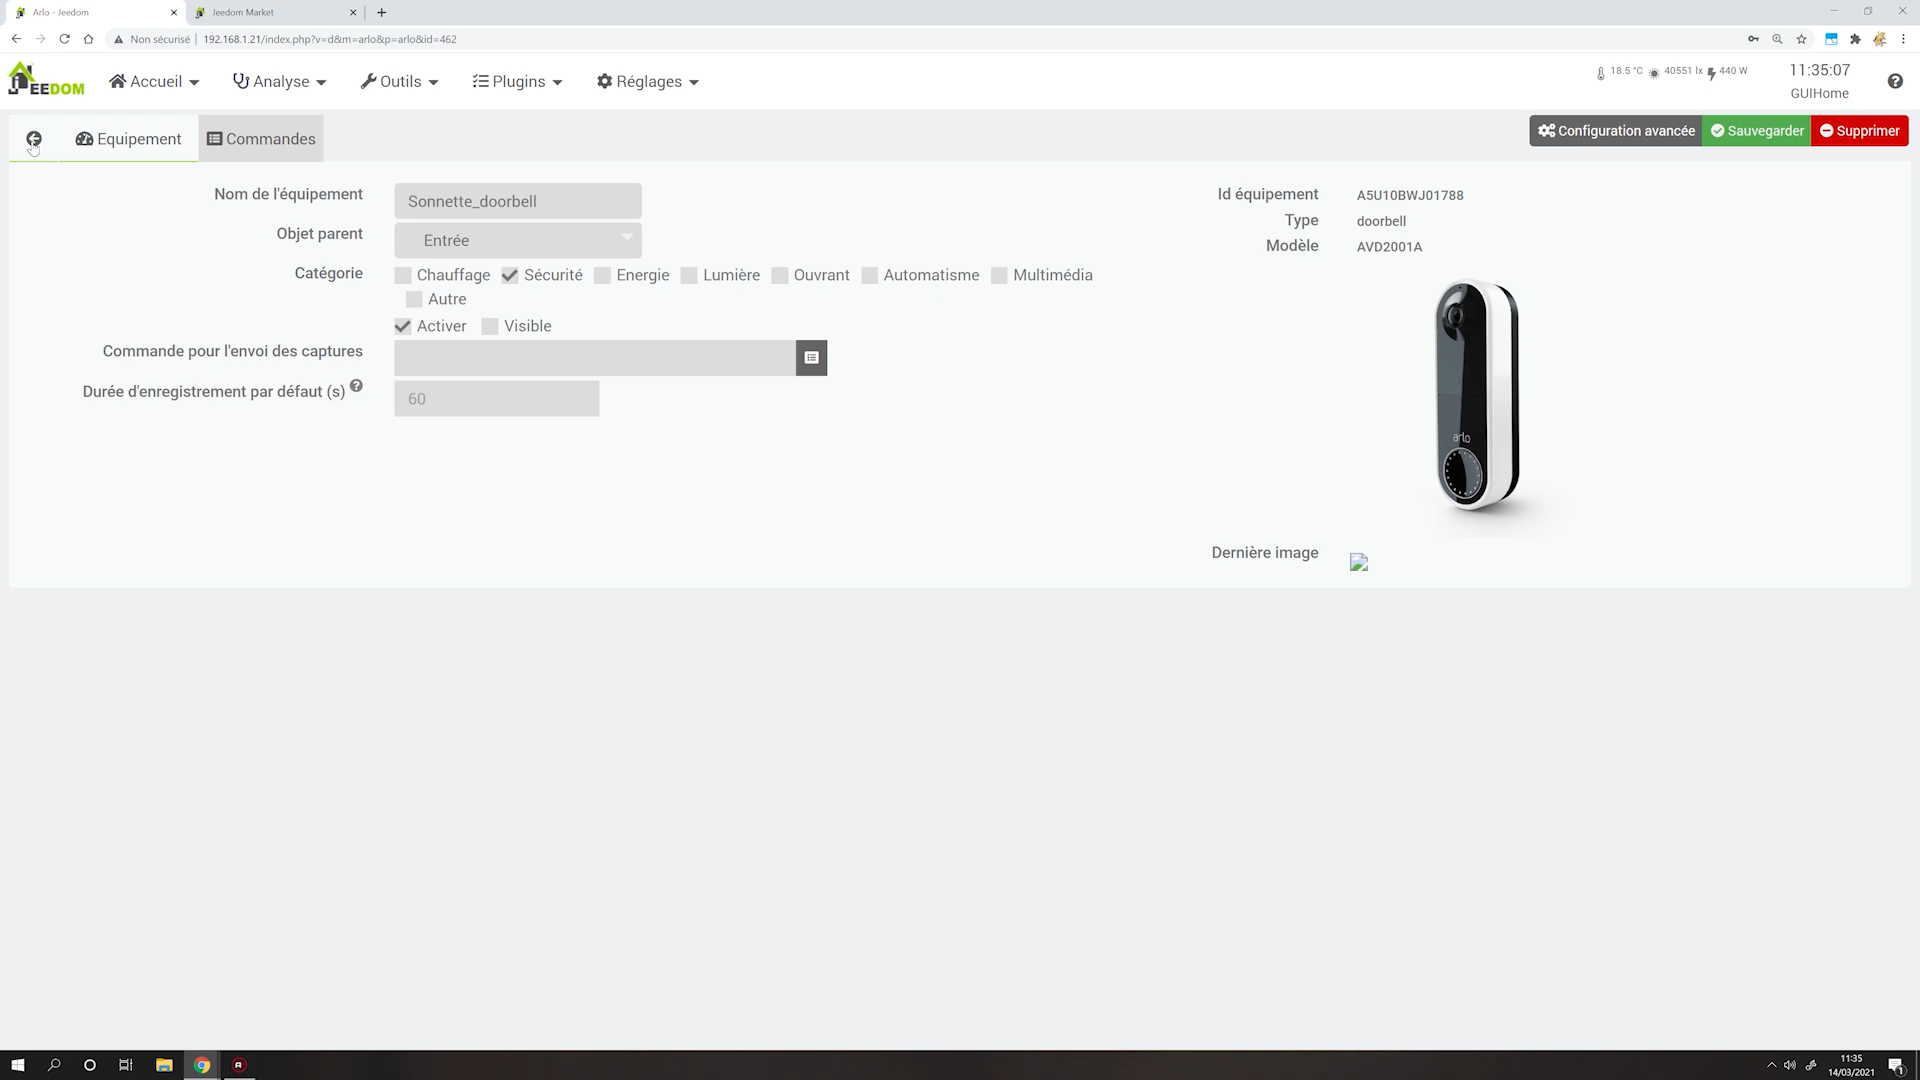 Arlo - Jeedom
Jeedom Market
Non sécurisé
192.168.1.21/index.php?v=d&m=arlo&p=arlo&id=462
JEEDOM
Accueil
Analyse
Outils
Plugins
Réglages
18.5 °C
40551 lx
440 W
11:35:07
GUIHome
Equipement
Commandes
Configuration avancée
Sauvegarder
Supprimer
Nom de l'équipement
Sonnette_doorbell
Objet parent
Entrée
Catégorie
Chauffage
Sécurité
Energie
Lumière
Ouvrant
Automatisme
Multimédia
Autre
Activer
Visible
Commande pour l'envoi des captures
Durée d'enregistrement par défaut (s)
60
Id équipement
A5U10BWJ01788
Type
doorbell
Modèle
AVD2001A
arlo
Dernière image
11:35
14/03/2021
1